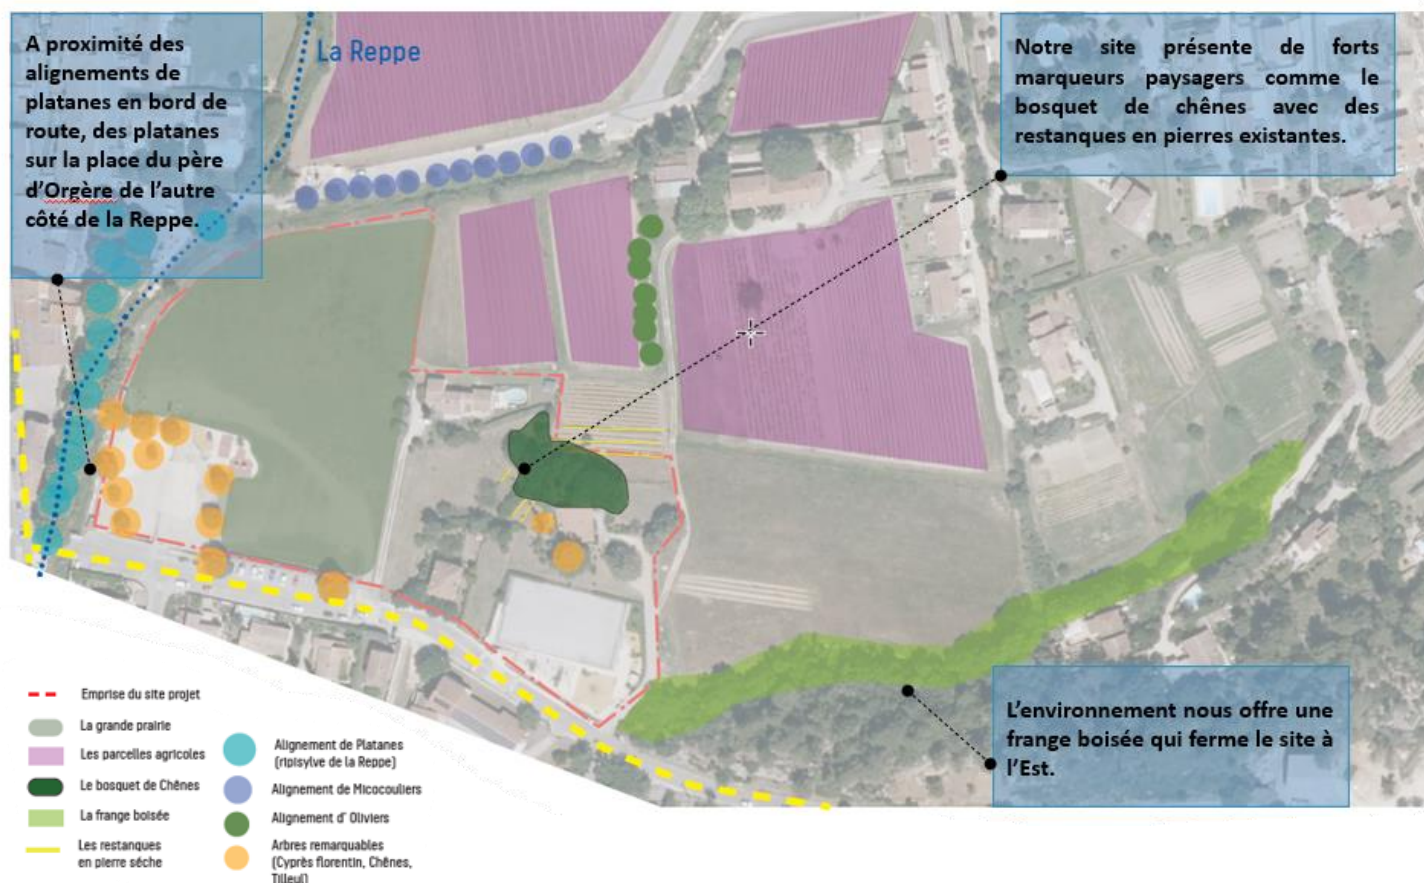 A proximité des
alignements de
platanes en bord de
route, des platanes
sur la place du père
d'Orgère de l'autre
côté de la Reppe.
La Reppe
Notre site présente de forts
marqueurs paysagers comme le
bosquet de chênes avec des
restanques en pierres existantes.
L'environnement nous offre une
frange boisée qui ferme le site à
l'Est.
Emprise du site projet
La grande prairie
Les parcelles agricoles
Le bosquet de Chênes
La frange boisée
Les restanques
en pierre séche
Alignement de Platanes
(ripisylve de la Reppe)
Alignement de Micocouliers
Alignement d' Oliviers
Arbres remarquables
(Cyprès florentin, Chênes,
Tilleul)